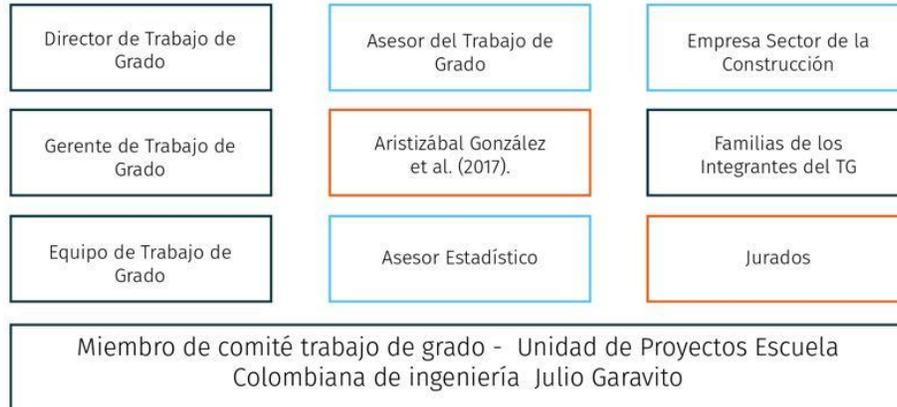 Director de Trabajo de
Grado
Asesor del Trabajo de
Grado
Empresa Sector de la
Construcción
Gerente de Trabajo de
Grado
Aristizábal González
et al. (2017).
Familias de los
Integrantes del TG
Equipo de Trabajo de
Grado
Asesor Estadístico
Jurados
Miembro de comité trabajo de grado - Unidad de Proyectos Escuela
Colombiana de ingeniería Julio Garavito